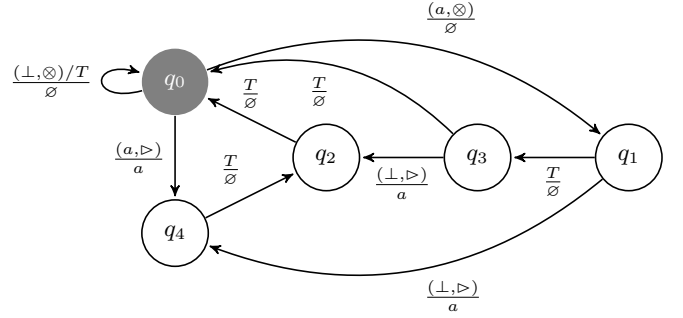 (a,⊗)/∅
(⊥,⊗)/T/∅
q₀
T/∅
T/∅
(a,▷)/a
T/∅
q₂
q₃
q₁
(⊥,▷)/a
T/∅
q₄
(⊥,▷)/a